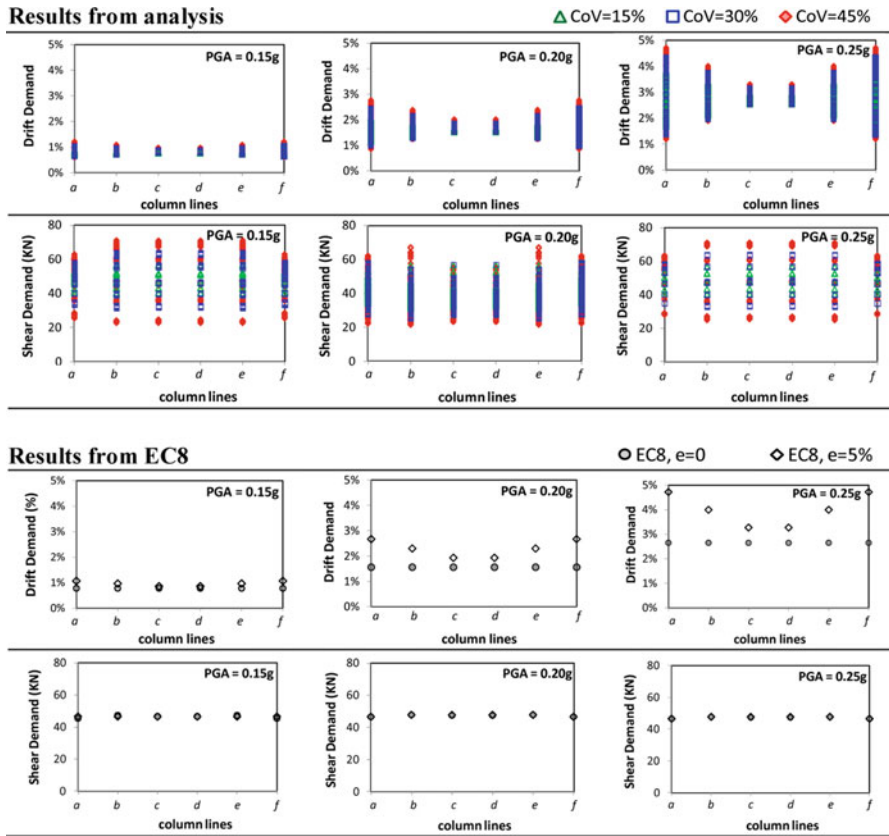 Results from analysis
CoV=15% CoV=30% CoV=45%
5% 4% 3% 2% 1% 0%
Drift Demand
PGA = 0.15g
a b c d e f
column lines
5% 4% 3% 2% 1% 0%
Drift Demand
PGA = 0.20g
a b c d e f
column lines
5% 4% 3% 2% 1% 0%
Drift Demand
PGA = 0.25g
a b c d e f
column lines
80 60 40 20 0
Shear Demand (KN)
PGA = 0.15g
a b c d e f
column lines
80 60 40 20 0
Shear Demand (KN)
PGA = 0.20g
a b c d e f
column lines
80 60 40 20 0
Shear Demand (KN)
PGA = 0.25g
a b c d e f
column lines
Results from EC8
EC8, e=0 EC8, e=5%
5% 4% 3% 2% 1% 0%
Drift Demand (%)
PGA = 0.15g
a b c d e f
column lines
5% 4% 3% 2% 1% 0%
Drift Demand
PGA = 0.20g
a b c d e f
column lines
5% 4% 3% 2% 1% 0%
Drift Demand
PGA = 0.25g
a b c d e f
column lines
80 60 40 20 0
Shear Demand (KN)
PGA = 0.15g
a b c d e f
column lines
80 60 40 20 0
Shear Demand (KN)
PGA = 0.20g
a b c d e f
column lines
80 60 40 20 0
Shear Demand (KN)
PGA = 0.25g
a b c d e f
column lines